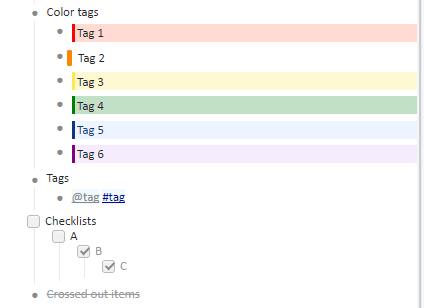 Color tags
Tag 1
Tag 2
Tag 3
Tag 4
Tag 5
Tag 6
Tags
@tag #tag
Checklists
A
B
C
Crossed out items